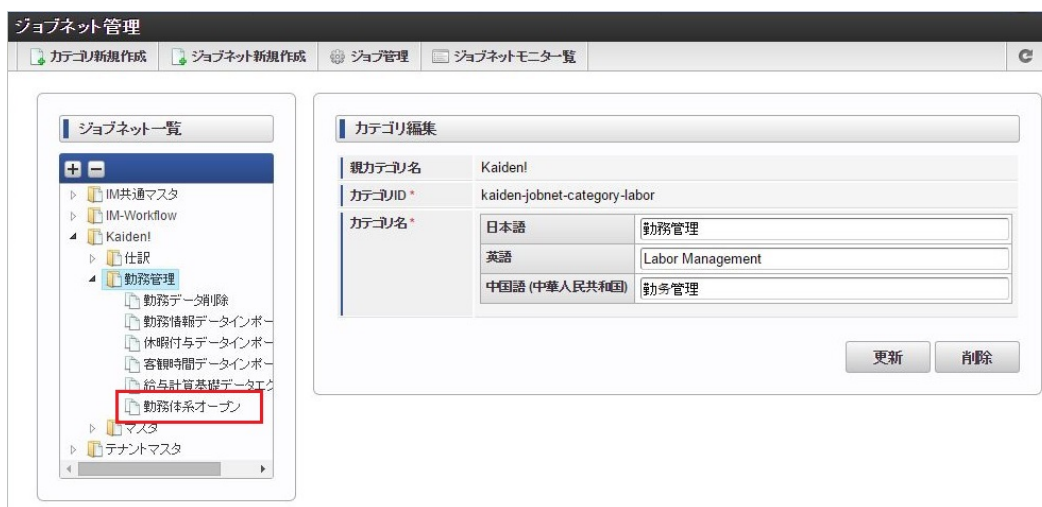 ジョブネット管理
カテゴリ新規作成
ジョブネット新規作成
ジョブ管理
ジョブネットモニタ一覧
ジョブネット一覧
IM共通マスタ
IM-Workflow
Kaiden!
仕訳
勤務管理
勤務データ削除
勤務情報データインポー
休暇付与データインポー
客観時間データインポー
給与計算基礎データエク
勤務体系オープン
マスタ
テナントマスタ
カテゴリ編集
親カテゴリ名 Kaiden!
カテゴリID * kaiden-jobnet-category-labor
カテゴリ名 * 日本語 勤務管理
英語 Labor Management
中国語 (中華人民共和国) 勤务管理
更新 削除